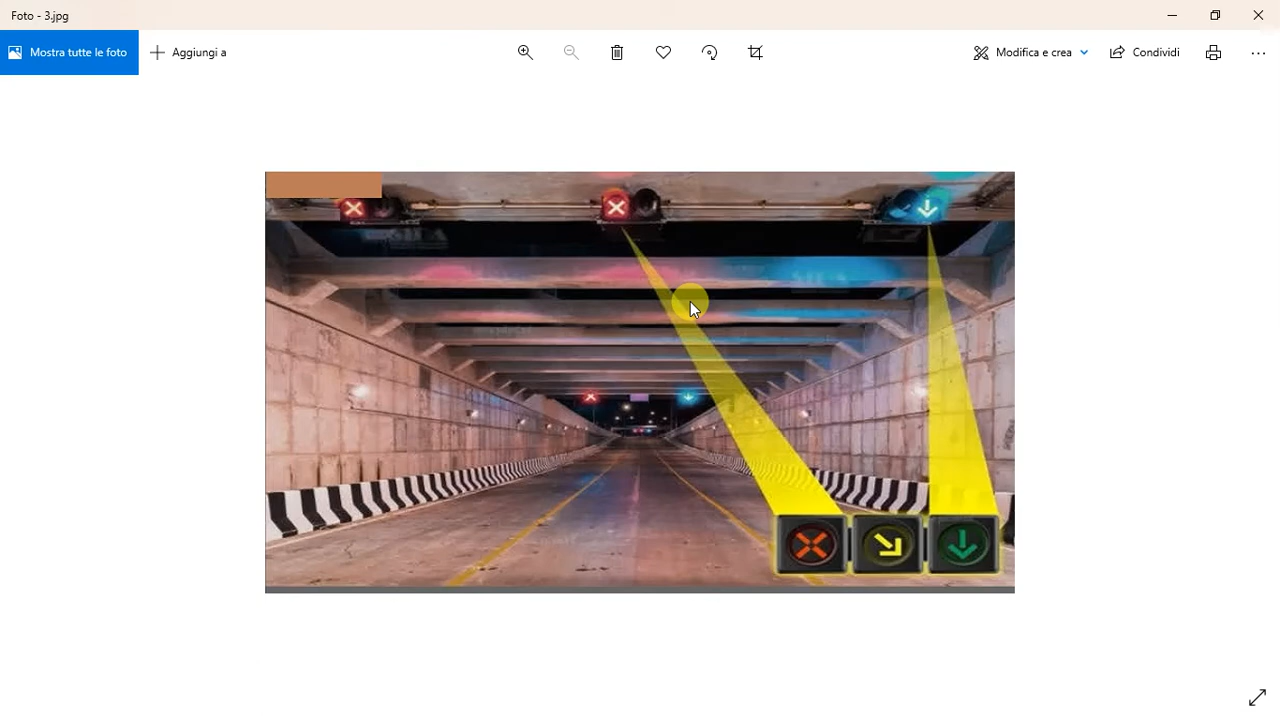 Foto - 3.jpg
Mostra tutte le foto
Aggiungi a
Modifica e crea
Condividi